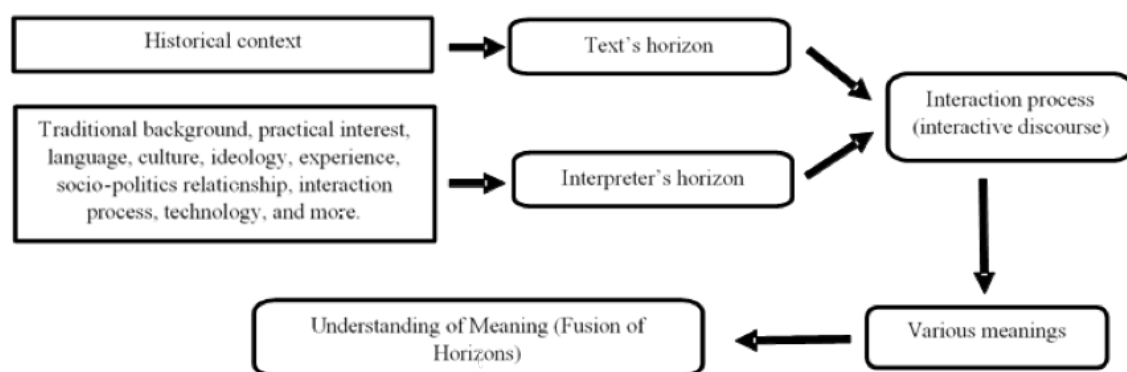 Historical context
Text's horizon
Traditional background, practical interest,
language, culture, ideology, experience,
socio-politics relationship, interaction
process, technology, and more.
Interpreter's horizon
Interaction process
(interactive discourse)
Various meanings
Understanding of Meaning (Fusion of
Horizons)